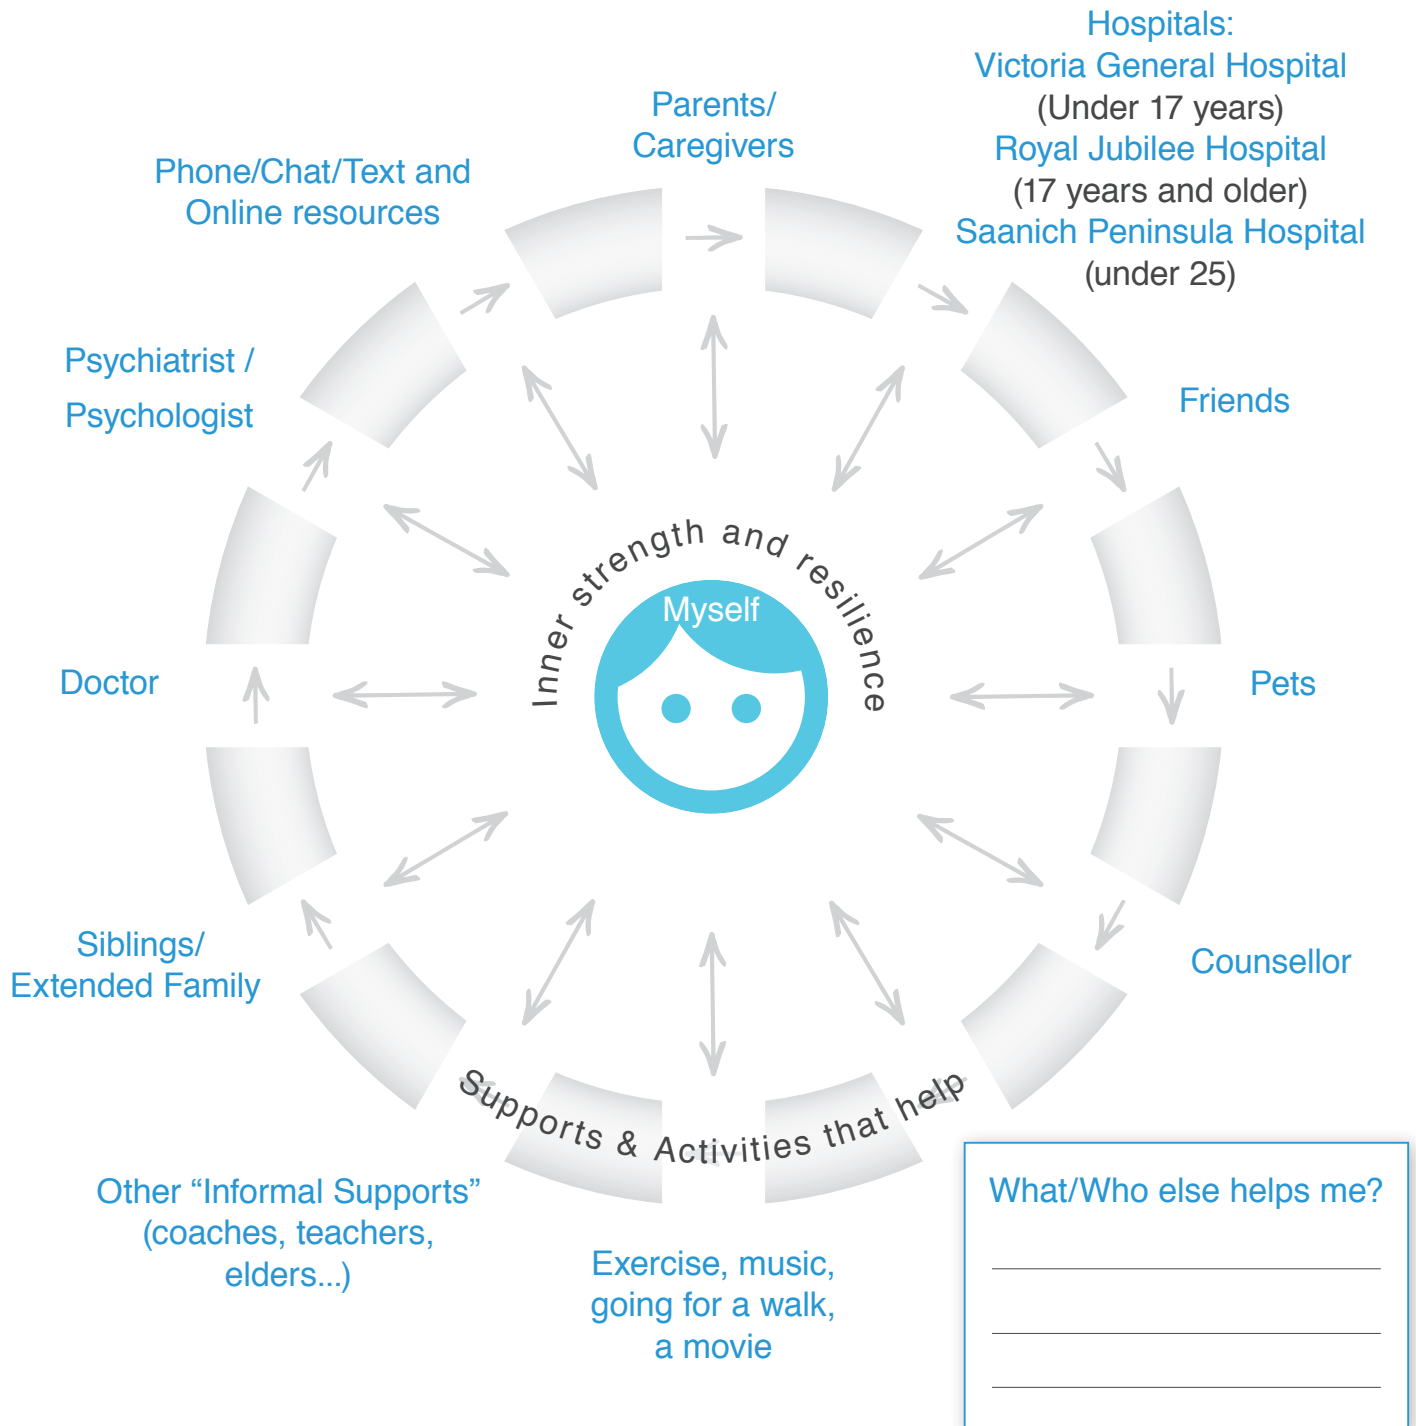 Hospitals:
Victoria General Hospital
(Under 17 years)
Royal Jubilee Hospital
(17 years and older)
Saanich Peninsula Hospital
(under 25)
Parents/
Caregivers
Phone/Chat/Text and
Online resources
Psychiatrist /
Psychologist
Friends
Inner strength and resilience
Myself
Doctor
Pets
Siblings/
Extended Family
Counsellor
Supports & Activities that help
Other “Informal Supports”
(coaches, teachers,
elders...)
Exercise, music,
going for a walk,
a movie
What/Who else helps me?